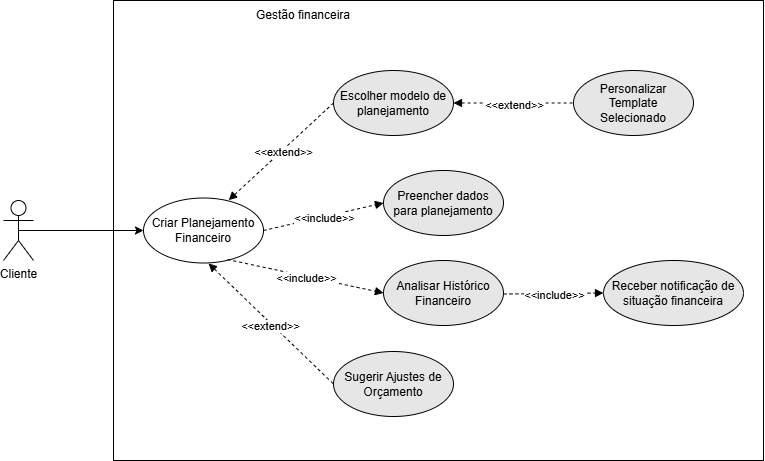 Gestão financeira
Escolher modelo de
planejamento
<<extend>>
Personalizar
Template
Selecionado
<<extend>>
Criar Planejamento
Financeiro
<<include>>
Preencher dados
para planejamento
Cliente
<<include>>
Analisar Histórico
Financeiro
<<include>>
Receber notificação de
situação financeira
<<extend>>
Sugerir Ajustes de
Orçamento